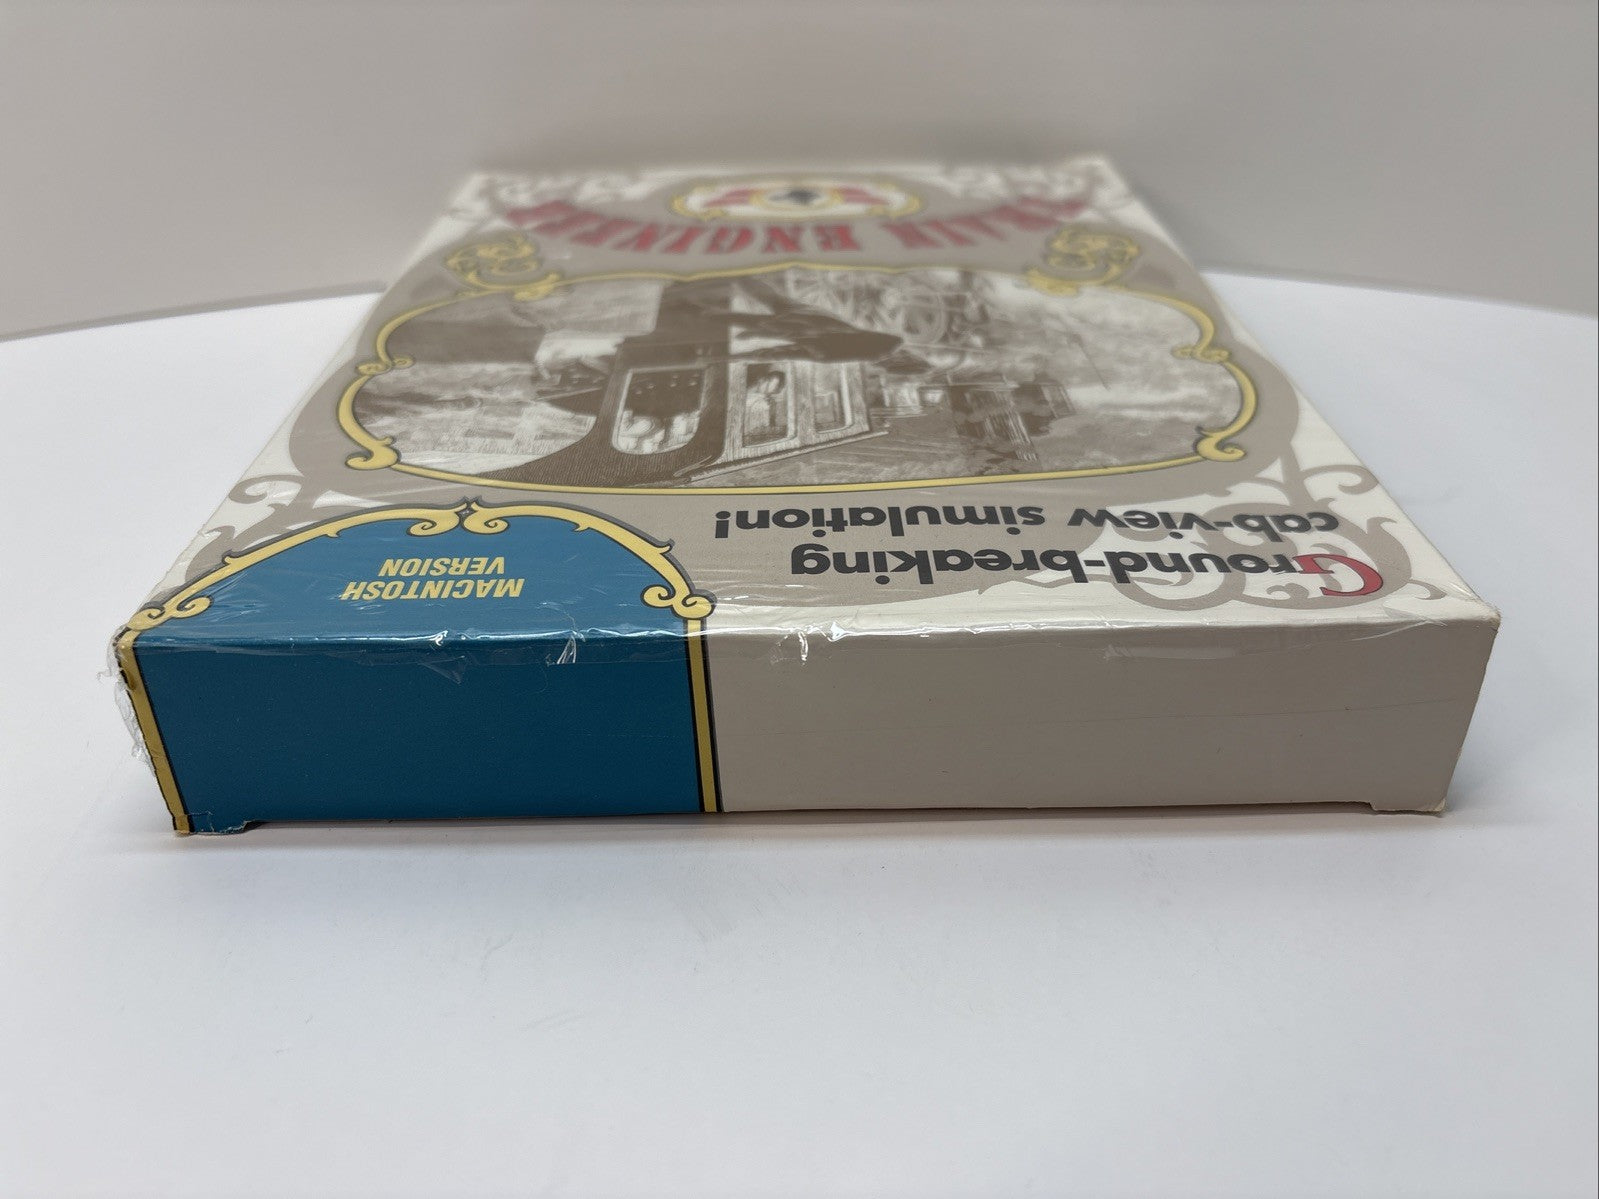 TRAIN ENGINEER
Ground-breaking
cab-view simulation!
MACINTOSH
VERSION